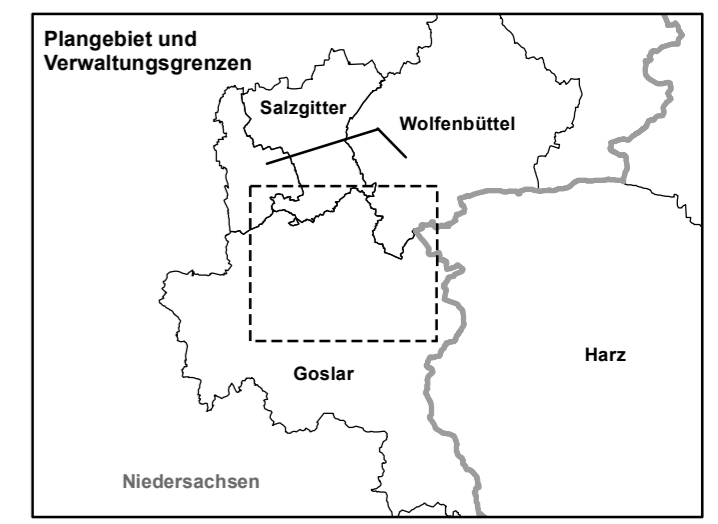 Plangebiet und
Verwaltungsgrenzen
Salzgitter
Wolfenbüttel
Harz
Goslar
Niedersachsen